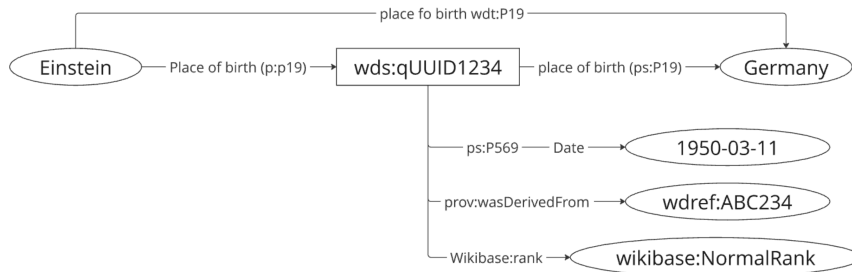 place fo birth wdt:P19
Einstein
Place of birth (p:p19)
wds:qUUID1234
place of birth (ps:P19)
Germany
ps:P569
Date
1950-03-11
prov:wasDerivedFrom
wdref:ABC234
Wikibase:rank
wikibase:NormalRank